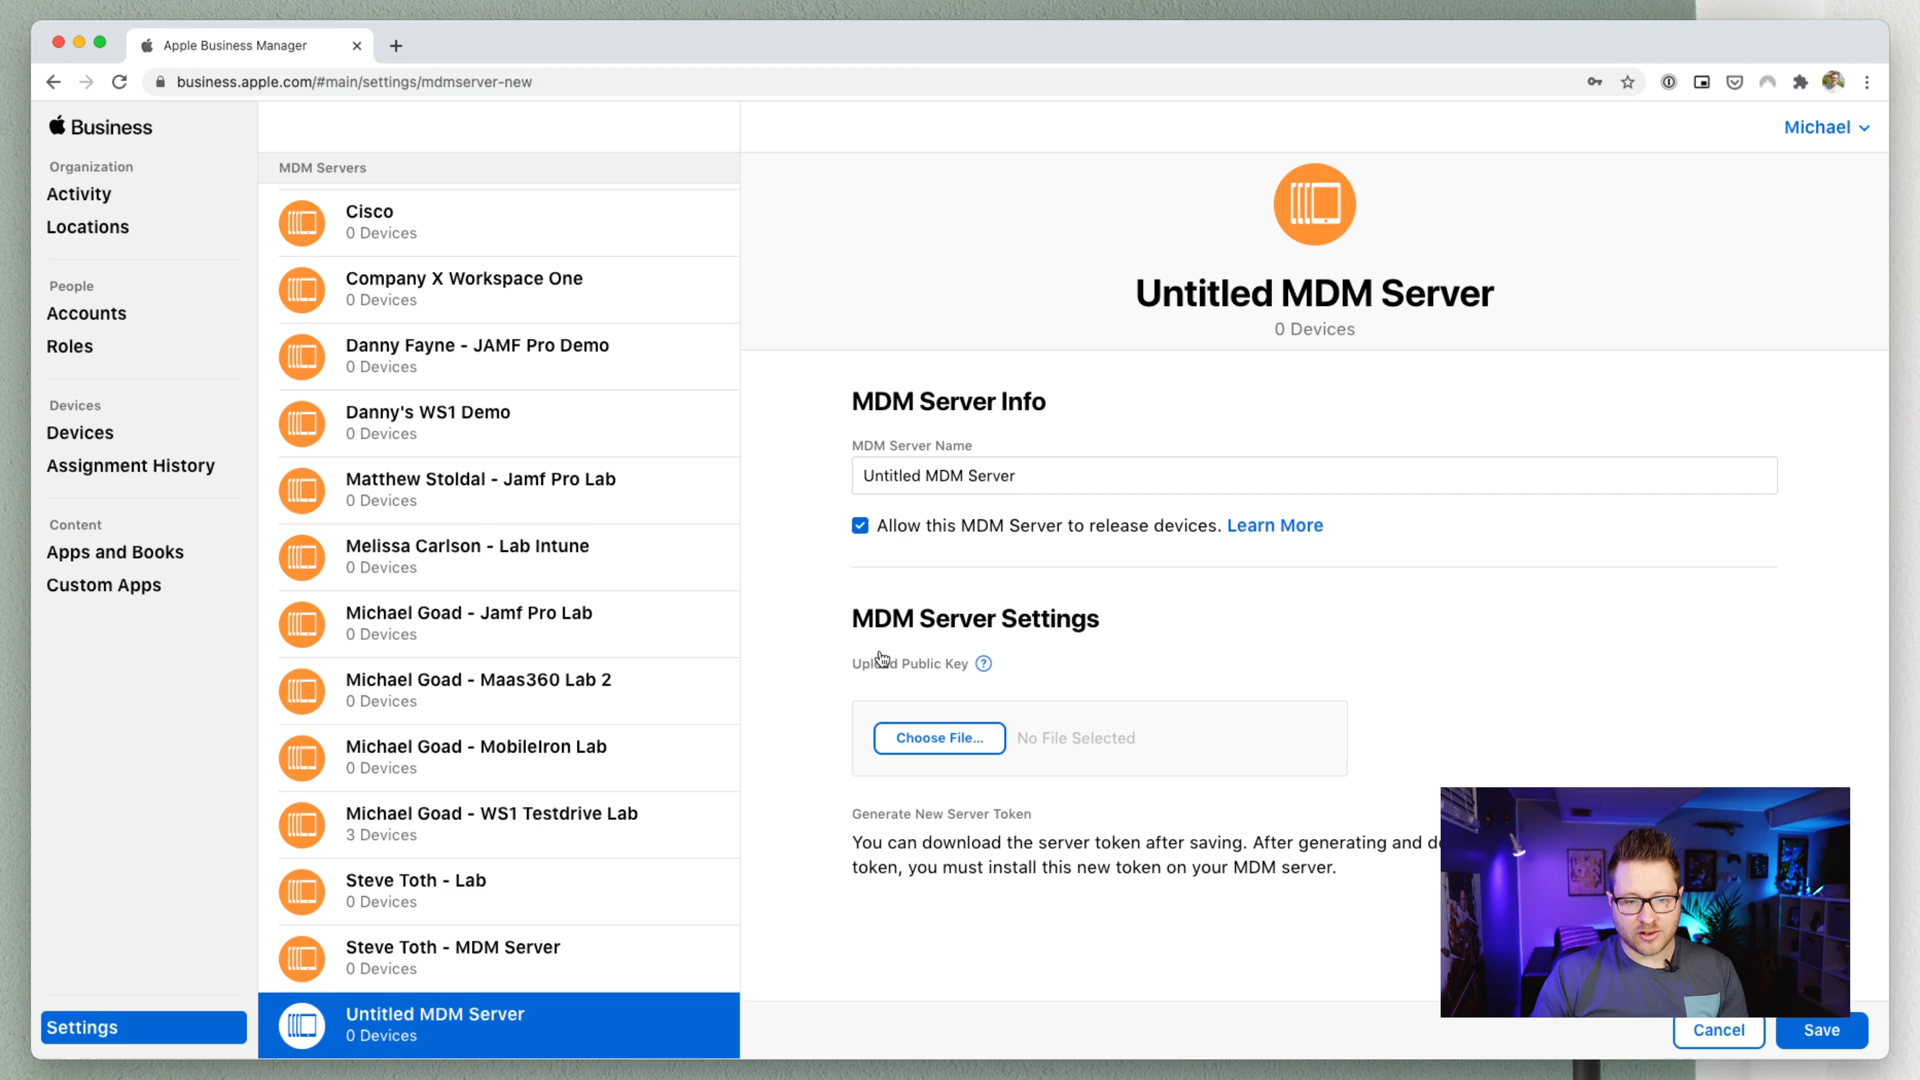 Apple Business Manager
business.apple.com/#main/settings/mdmserver-new
Business
Michael
Organization
Activity
Locations
People
Accounts
Roles
Devices
Devices
Assignment History
Content
Apps and Books
Custom Apps
Settings
MDM Servers
Cisco
0 Devices
Company X Workspace One
0 Devices
Danny Fayne - JAMF Pro Demo
0 Devices
Danny's WS1 Demo
0 Devices
Matthew Stoldal - Jamf Pro Lab
0 Devices
Melissa Carlson - Lab Intune
0 Devices
Michael Goad - Jamf Pro Lab
0 Devices
Michael Goad - Maas360 Lab 2
0 Devices
Michael Goad - MobileIron Lab
0 Devices
Michael Goad - WS1 Testdrive Lab
3 Devices
Steve Toth - Lab
0 Devices
Steve Toth - MDM Server
0 Devices
Untitled MDM Server
0 Devices
Untitled MDM Server
0 Devices
MDM Server Info
MDM Server Name
Untitled MDM Server
Allow this MDM Server to release devices. Learn More
MDM Server Settings
Upload Public Key ?
Choose File... No File Selected
Generate New Server Token
You can download the server token after saving. After generating and
token, you must install this new token on your MDM server.
Cancel Save